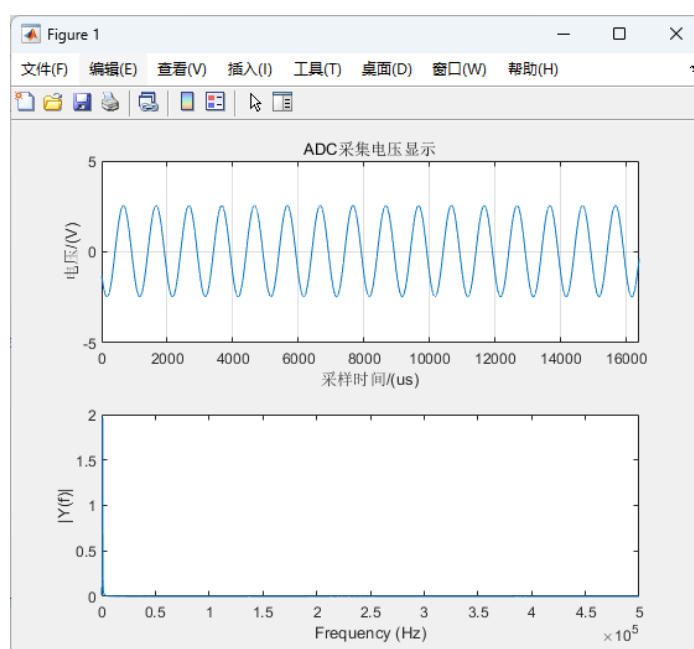 Figure 1
文件(F) 编辑(E) 查看(V) 插入(I) 工具(T) 桌面(D) 窗口(W) 帮助(H)
ADC采集电压显示
5
0
-5
电压/(V)
0 2000 4000 6000 8000 10000 12000 14000 16000
采样时间/(us)
2
1.5
1
0.5
0
|Y(f)|
0 0.5 1 1.5 2 2.5 3 3.5 4 4.5 5
Frequency (Hz)
×10⁵